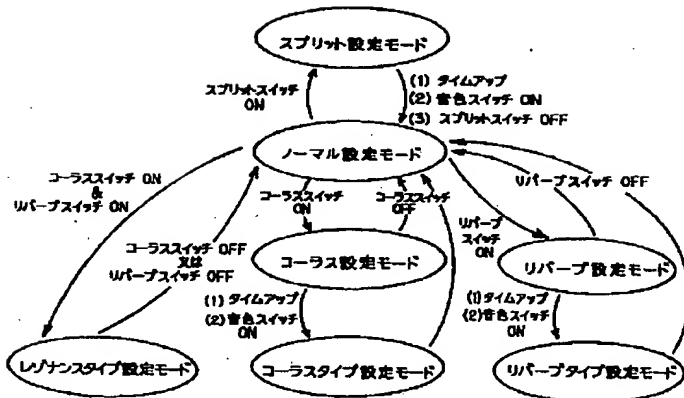 スプリット設定モード
スプリットスイッチ
ON
(1) タイムアップ
(2) 音色スイッチ ON
(3) スプリットスイッチ OFF
ノーマル設定モード
コーラススイッチ ON
&
リバーブスイッチ ON
コーラススイッチ
ON
コーラススイッチ
OFF
リバーブスイッチ OFF
リバーブ
スイッチ
ON
コーラススイッチ OFF
又は
リバーブスイッチ OFF
コーラス設定モード
リバーブ設定モード
(1) タイムアップ
(2) 音色スイッチ
ON
(1) タイムアップ
(2) 音色スイッチ
ON
レゾナンスタイプ設定モード
コーラスタイプ設定モード
リバーブタイプ設定モード